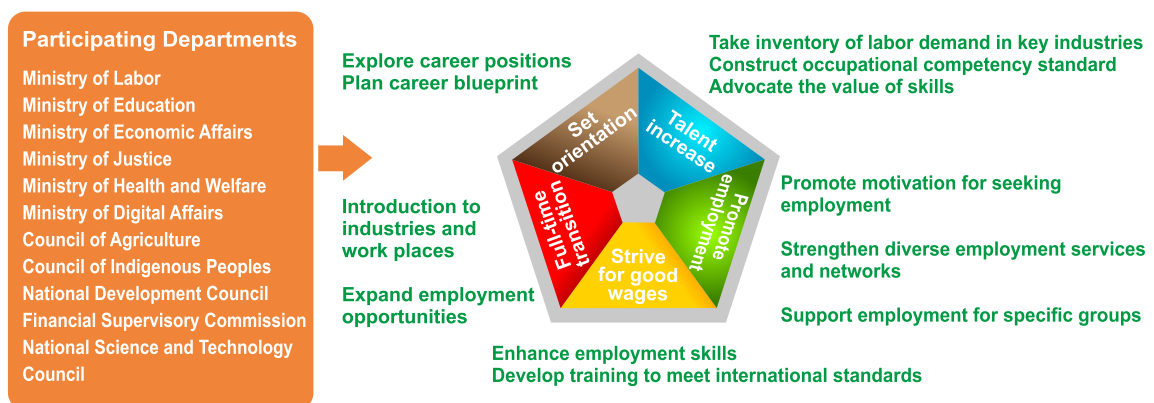 Participating Departments
Ministry of Labor
Ministry of Education
Ministry of Economic Affairs
Ministry of Justice
Ministry of Health and Welfare
Ministry of Digital Affairs
Council of Agriculture
Council of Indigenous Peoples
National Development Council
Financial Supervisory Commission
National Science and Technology
Council
Explore career positions
Plan career blueprint
Take inventory of labor demand in key industries
Construct occupational competency standard
Advocate the value of skills
Set
orientation
Talent
increase
Promote
employment
Strive
for good
wages
Full-time
transition
Introduction to
industries and
work places
Expand employment
opportunities
Promote motivation for seeking
employment
Strengthen diverse employment services
and networks
Support employment for specific groups
Enhance employment skills
Develop training to meet international standards